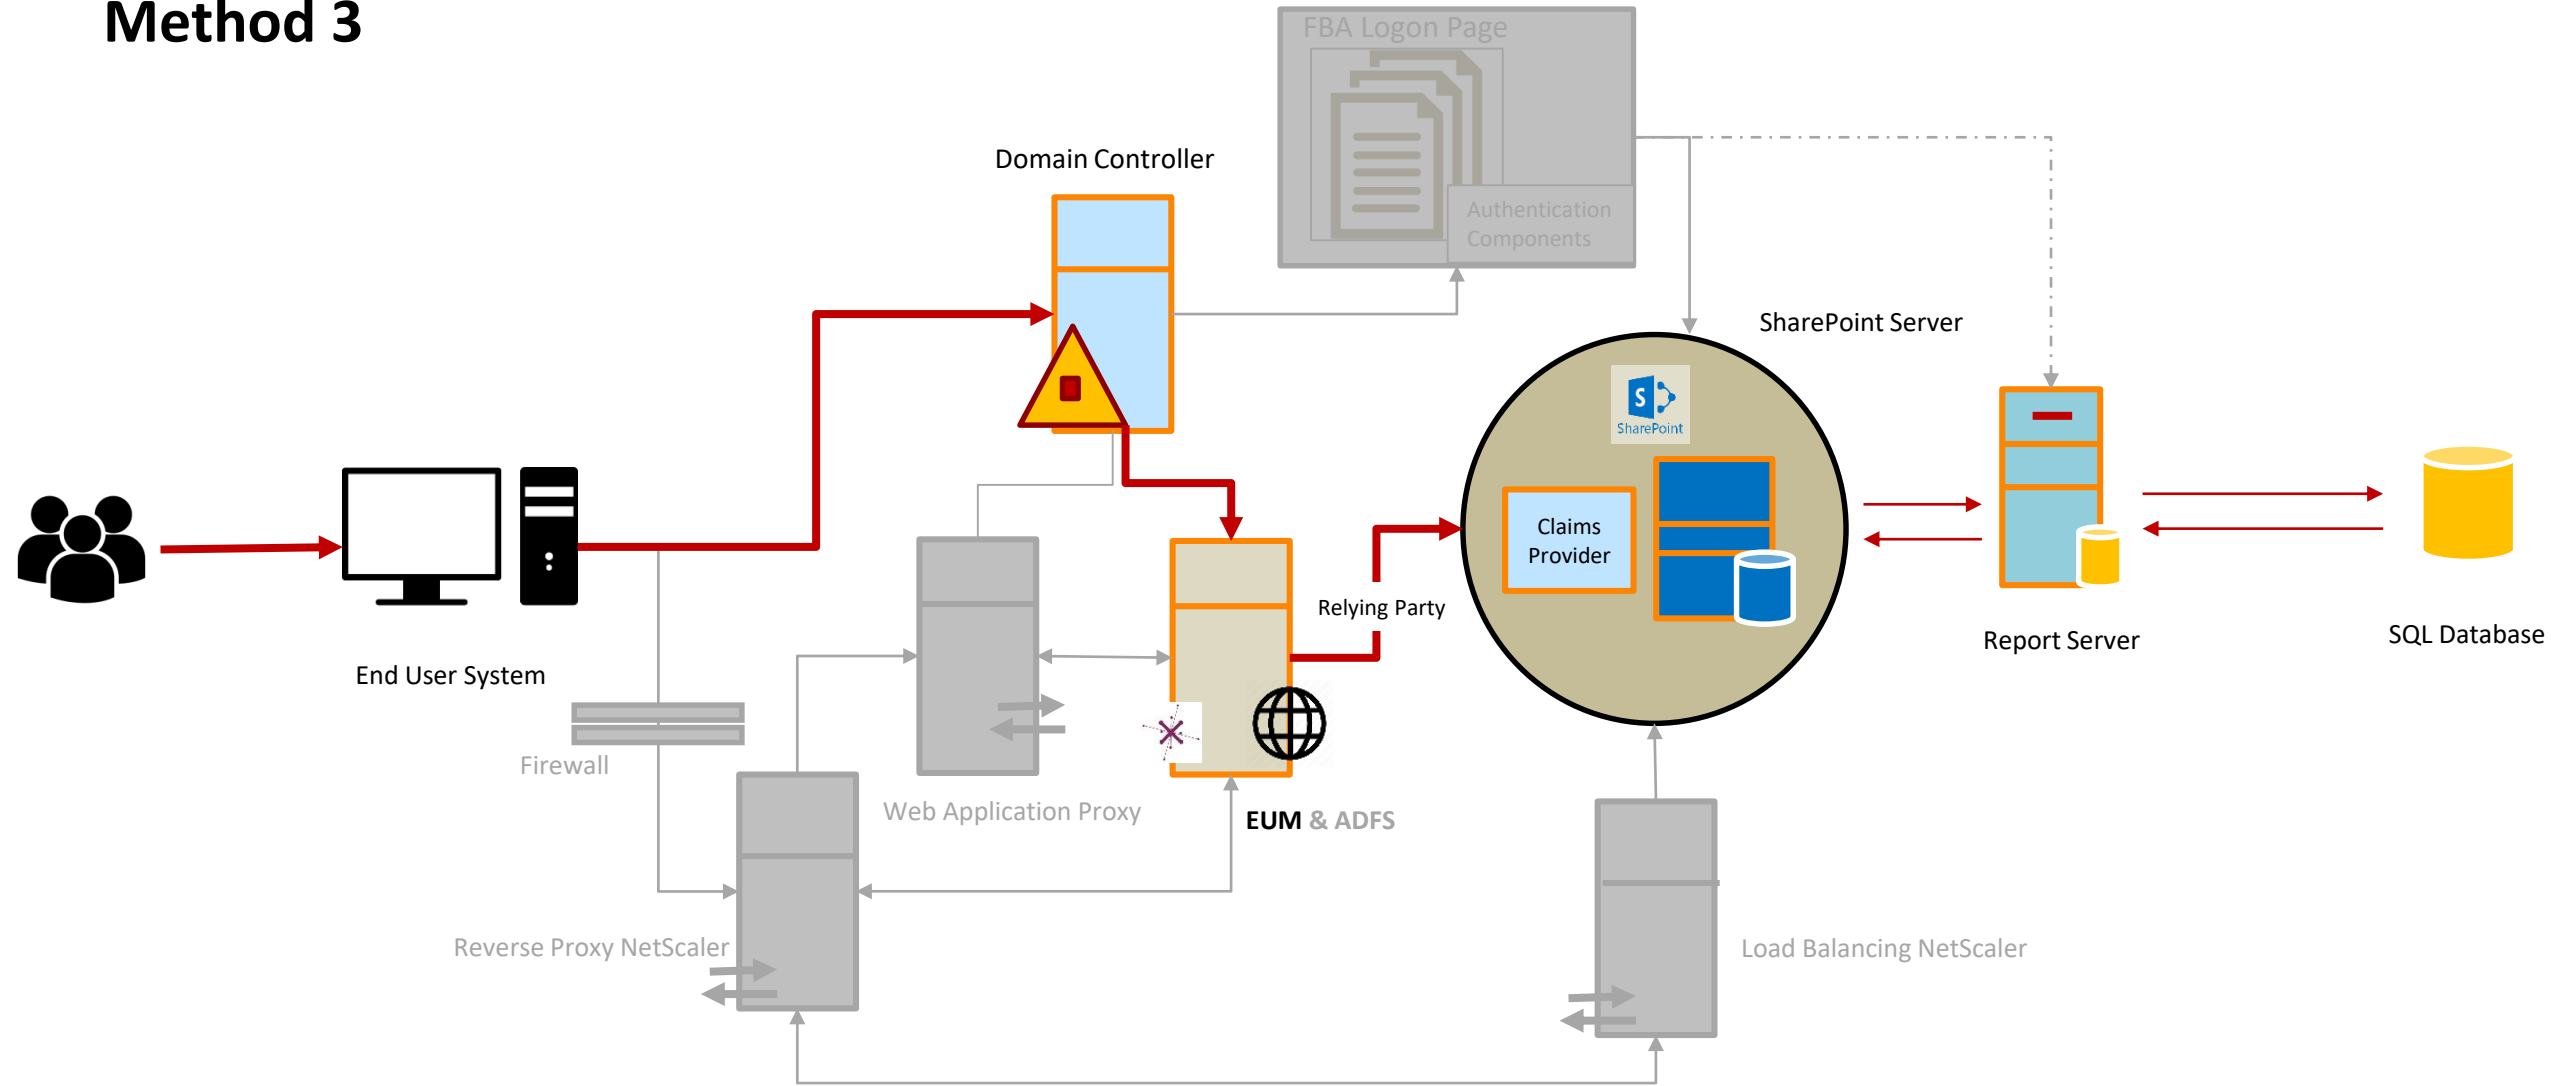 Method 3
FBA Logon Page
Authentication
Components
Domain Controller
SharePoint Server
S
SharePoint
Claims
Provider
Relying Party
Report Server
SQL Database
End User System
Firewall
Web Application Proxy
EUM & ADFS
Reverse Proxy NetScaler
Load Balancing NetScaler